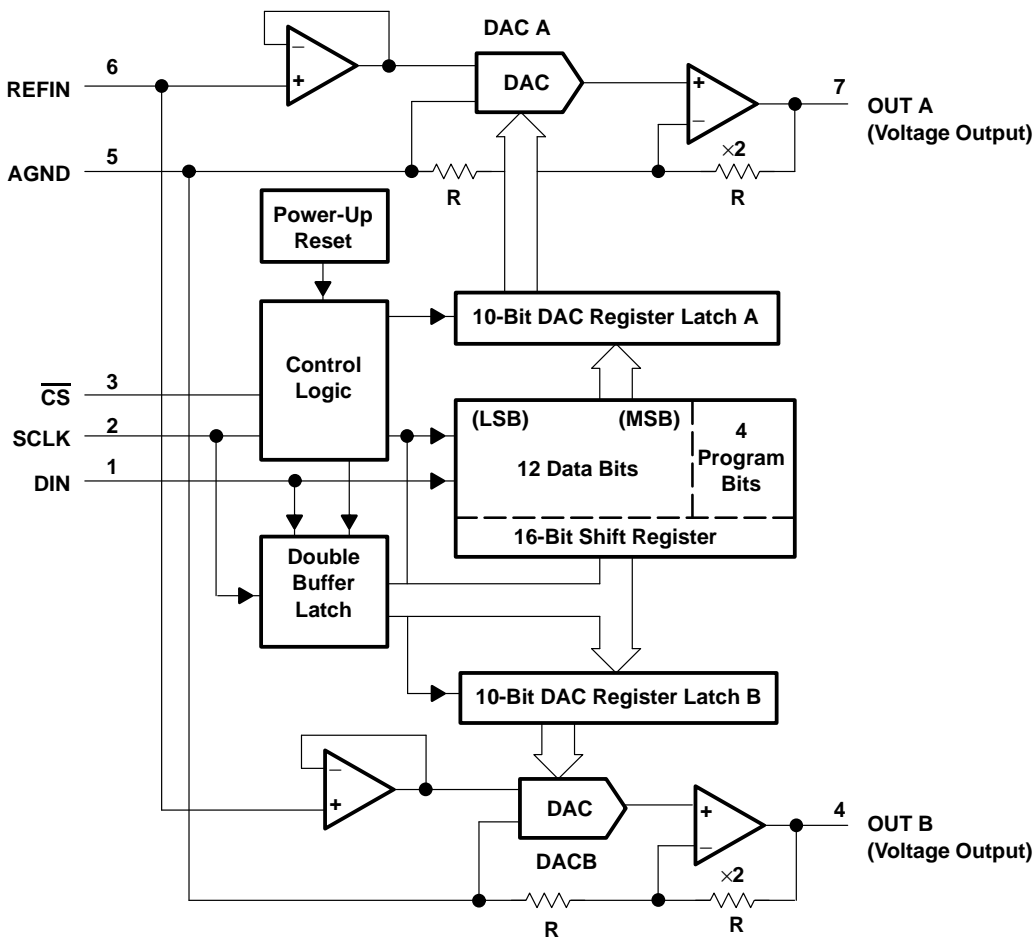 DAC A
6
REFIN
−
+
DAC
+
−
7
OUT A
(Voltage Output)
5
AGND
R
×2
R
Power-Up
Reset
10-Bit DAC Register Latch A
Control
Logic
3
CS
2
SCLK
1
DIN
(LSB)
(MSB)
12 Data Bits
4
Program
Bits
16-Bit Shift Register
Double
Buffer
Latch
10-Bit DAC Register Latch B
−
+
DAC
+
−
4
OUT B
(Voltage Output)
DACB
R
×2
R